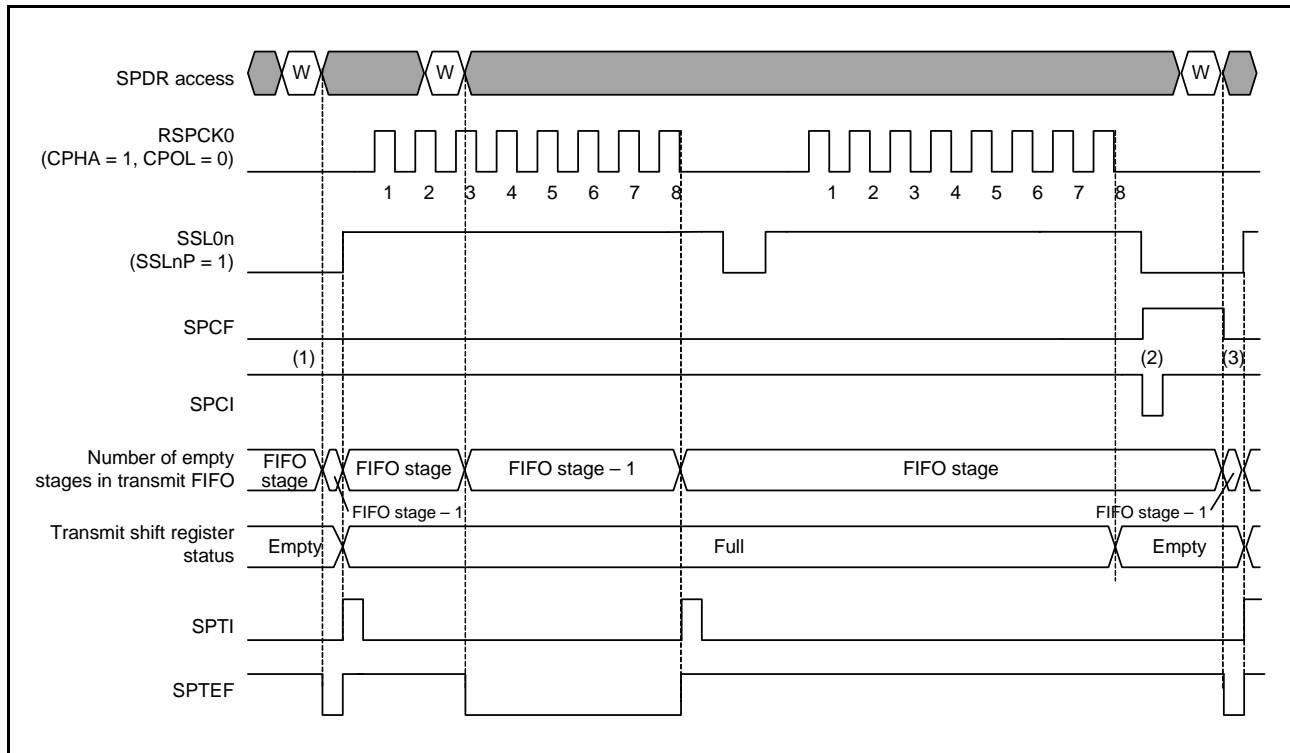 SPDR access
W W W
RSPCK0
(CPHA = 1, CPOL = 0)
1 2 3 4 5 6 7 8 1 2 3 4 5 6 7 8
SSL0n
(SSLnP = 1)
SPCF
(1) (2) (3)
SPCI
Number of empty
stages in transmit FIFO
FIFO
stage
FIFO stage
FIFO stage – 1
FIFO stage
FIFO stage – 1
FIFO stage – 1
Transmit shift register
status
Empty
Full
Empty
SPTI
SPTEF